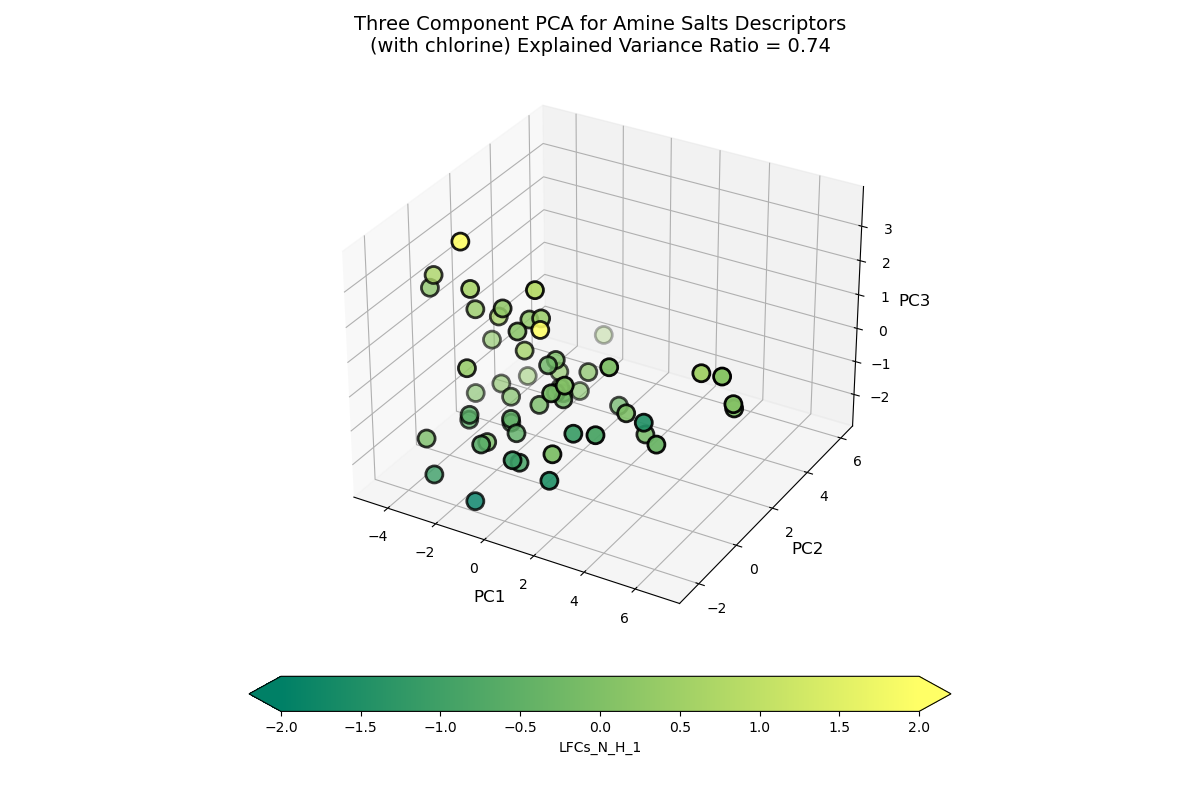 Three Component PCA for Amine Salts Descriptors
(with chlorine) Explained Variance Ratio = 0.74
3
2
1
0
−1
−2
PC3
6
4
2
0
−2
PC2
−4
−2
0
2
4
6
PC1
−2.0 −1.5 −1.0 −0.5 0.0 0.5 1.0 1.5 2.0
LFCs_N_H_1